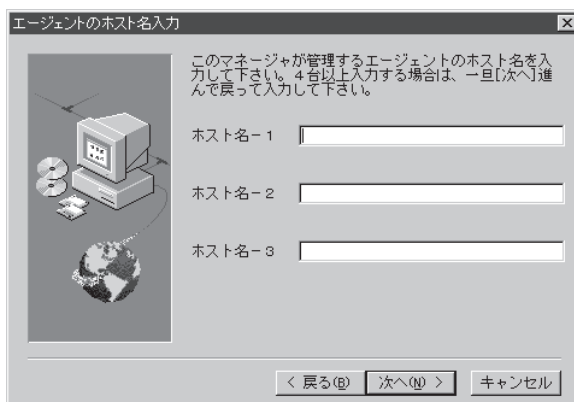 エージェントのホスト名入力
このマネージャが管理するエージェントのホスト名を入
力して下さい。４台以上入力する場合は、一旦[次へ]進
んで戻って入力して下さい。
ホスト名－１
ホスト名－２
ホスト名－３
< 戻る(B) 次へ(N) > キャンセル